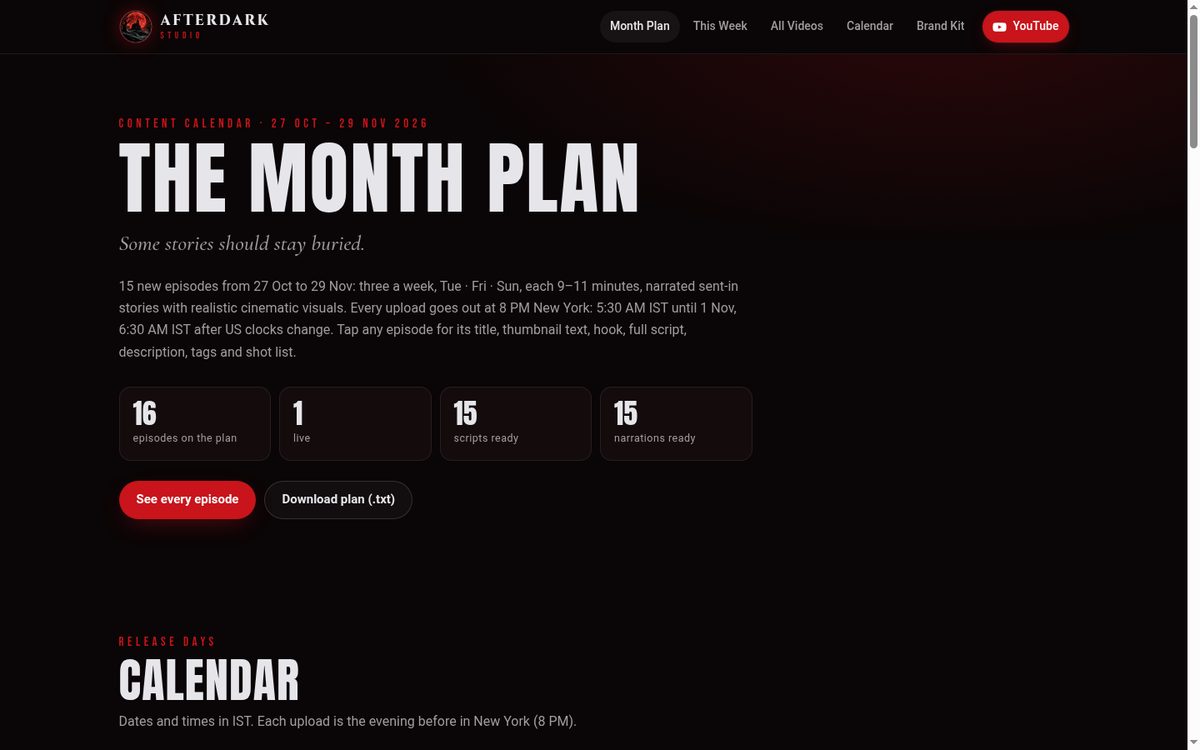 AFTERDARK
STUDIO
Month Plan
This Week
All Videos
Calendar
Brand Kit
YouTube
CONTENT CALENDAR · 27 OCT – 29 NOV 2026
THE MONTH PLAN
Some stories should stay buried.
15 new episodes from 27 Oct to 29 Nov: three a week, Tue · Fri · Sun, each 9–11 minutes, narrated sent-in
stories with realistic cinematic visuals. Every upload goes out at 8 PM New York: 5:30 AM IST until 1 Nov,
6:30 AM IST after US clocks change. Tap any episode for its title, thumbnail text, hook, full script,
description, tags and shot list.
16
episodes on the plan
1
live
15
scripts ready
15
narrations ready
See every episode
Download plan (.txt)
RELEASE DAYS
CALENDAR
Dates and times in IST. Each upload is the evening before in New York (8 PM).